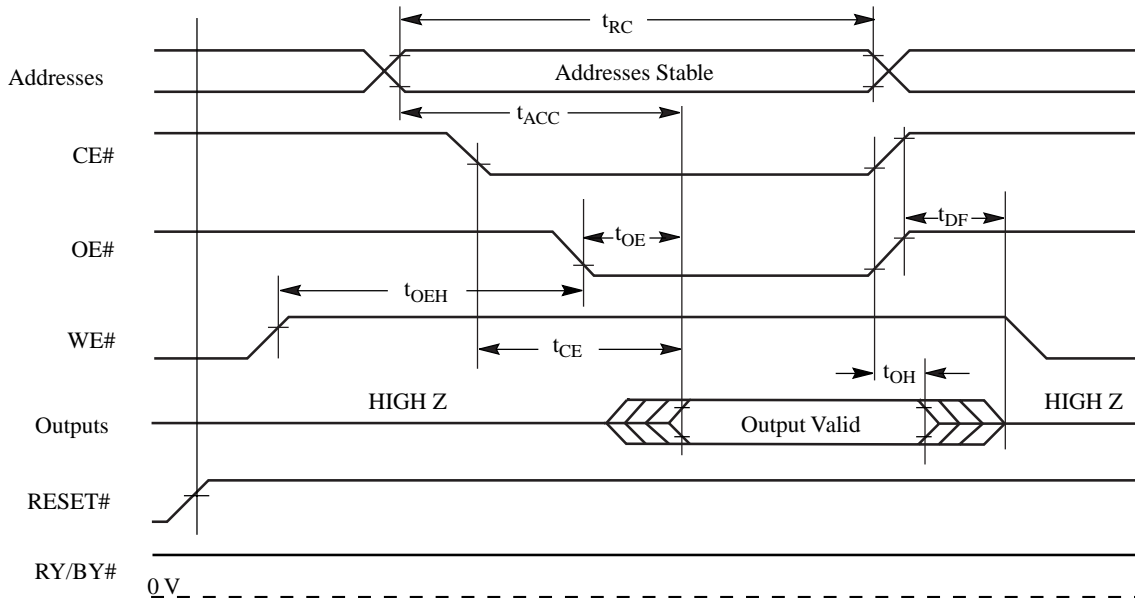 tRC
Addresses
Addresses Stable
tACC
CE#
tDF
OE#
tOE
tOEH
WE#
tCE
tOH
HIGH Z
HIGH Z
Outputs
Output Valid
RESET#
RY/BY#
0 V